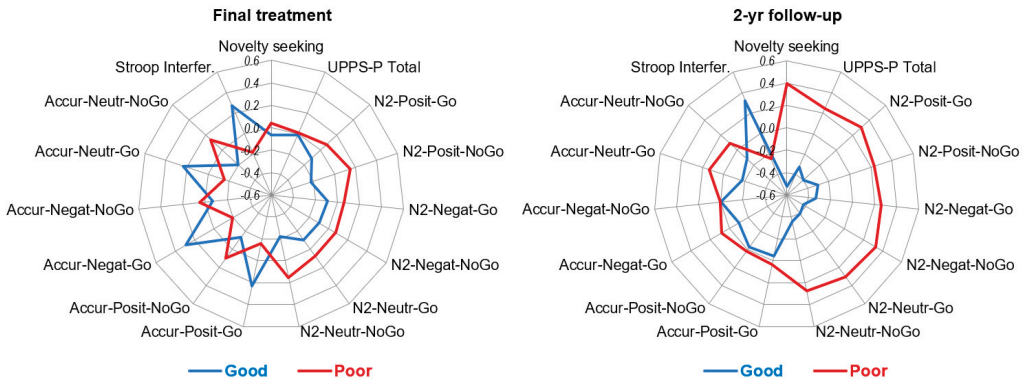 Final treatment
Novelty seeking
UPPS-P Total
N2-Posit-Go
N2-Posit-NoGo
N2-Negat-Go
N2-Negat-NoGo
N2-Neutr-Go
N2-Neutr-NoGo
Accur-Posit-Go
Accur-Posit-NoGo
Accur-Negat-Go
Accur-Negat-NoGo
Accur-Neutr-Go
Accur-Neutr-NoGo
Stroop Interfer.
0.6
0.4
0.2
0.0
-0.2
-0.4
-0.6
Good Poor
2-yr follow-up
Novelty seeking
UPPS-P Total
N2-Posit-Go
N2-Posit-NoGo
N2-Negat-Go
N2-Negat-NoGo
N2-Neutr-Go
N2-Neutr-NoGo
Accur-Posit-Go
Accur-Posit-NoGo
Accur-Negat-Go
Accur-Negat-NoGo
Accur-Neutr-Go
Accur-Neutr-NoGo
Stroop Interfer.
0.6
0.4
0.2
0.0
-0.2
-0.4
-0.6
Good Poor